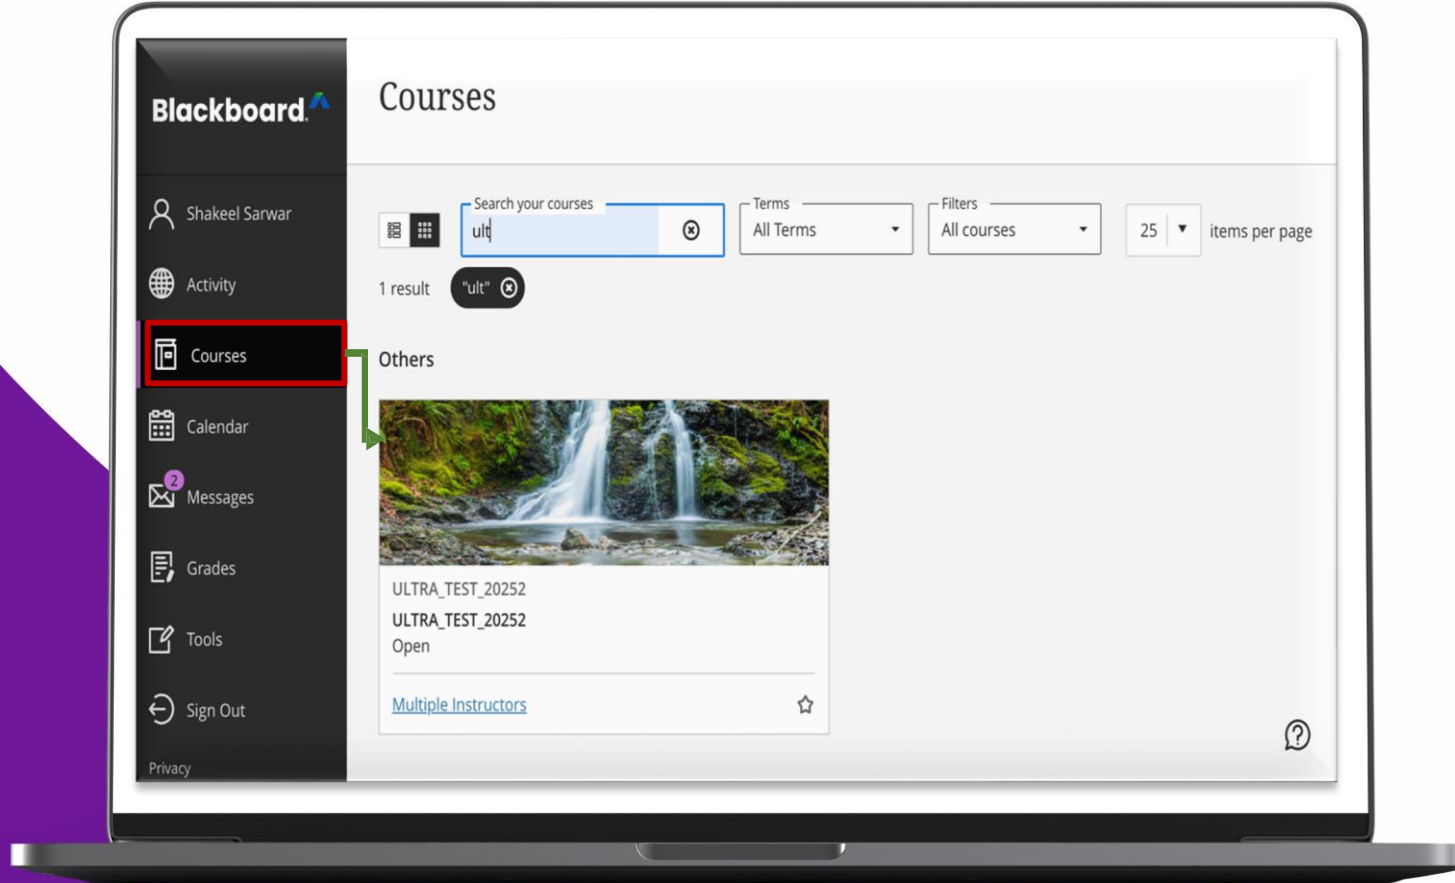 Blackboard
Shakeel Sarwar
Activity
Courses
Calendar
2
Messages
Grades
Tools
Sign Out
Privacy
Courses
Search your courses
ult
Terms
All Terms
Filters
All courses
25
items per page
1 result
"ult"
Others
ULTRA_TEST_20252
ULTRA_TEST_20252
Open
Multiple Instructors